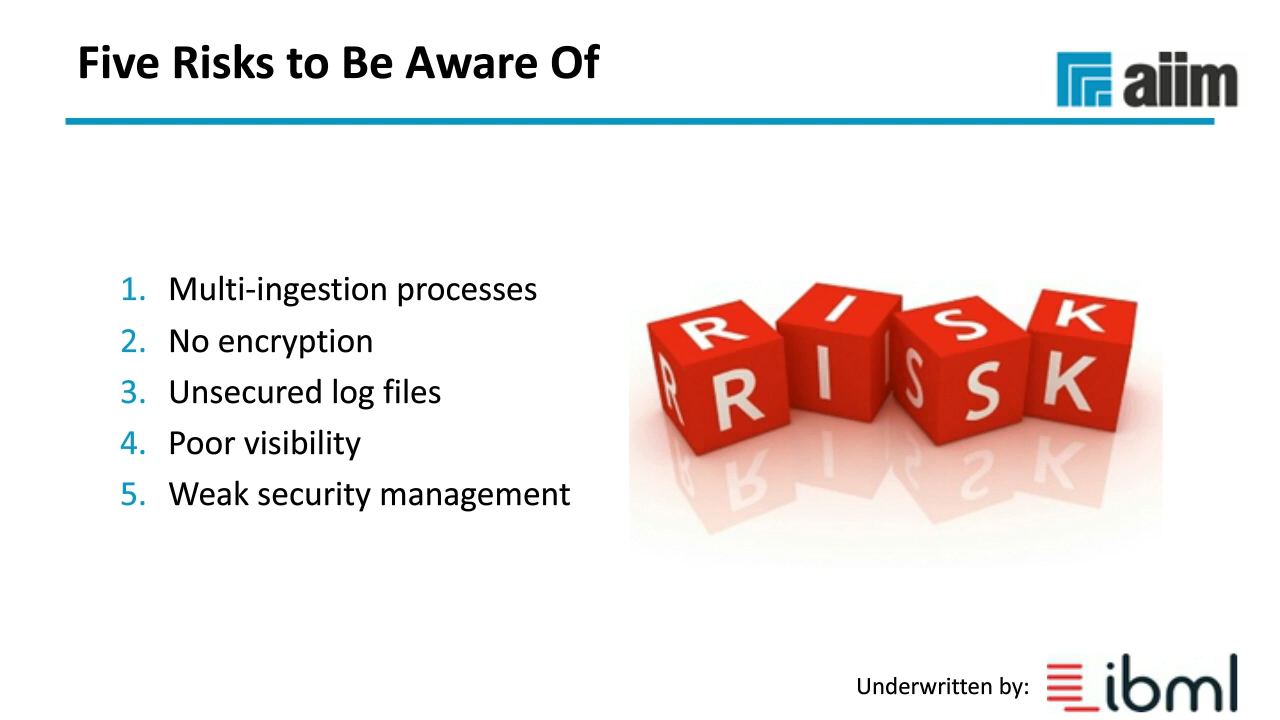 Five Risks to Be Aware Of
aiim
1. Multi-ingestion processes
2. No encryption
3. Unsecured log files
4. Poor visibility
5. Weak security management
R I S K
R R I I S S K
Underwritten by: ibml